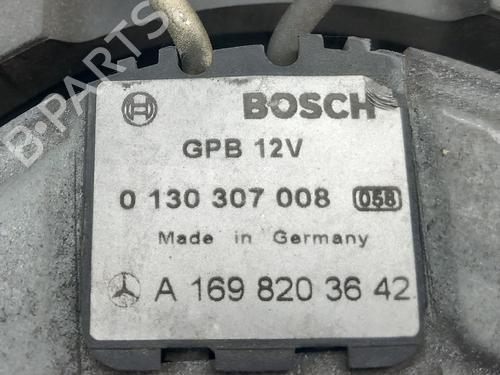 BOSCH
GPB 12V
0 130 307 008 058
Made in Germany
A 169 820 36 42
B-PARTS